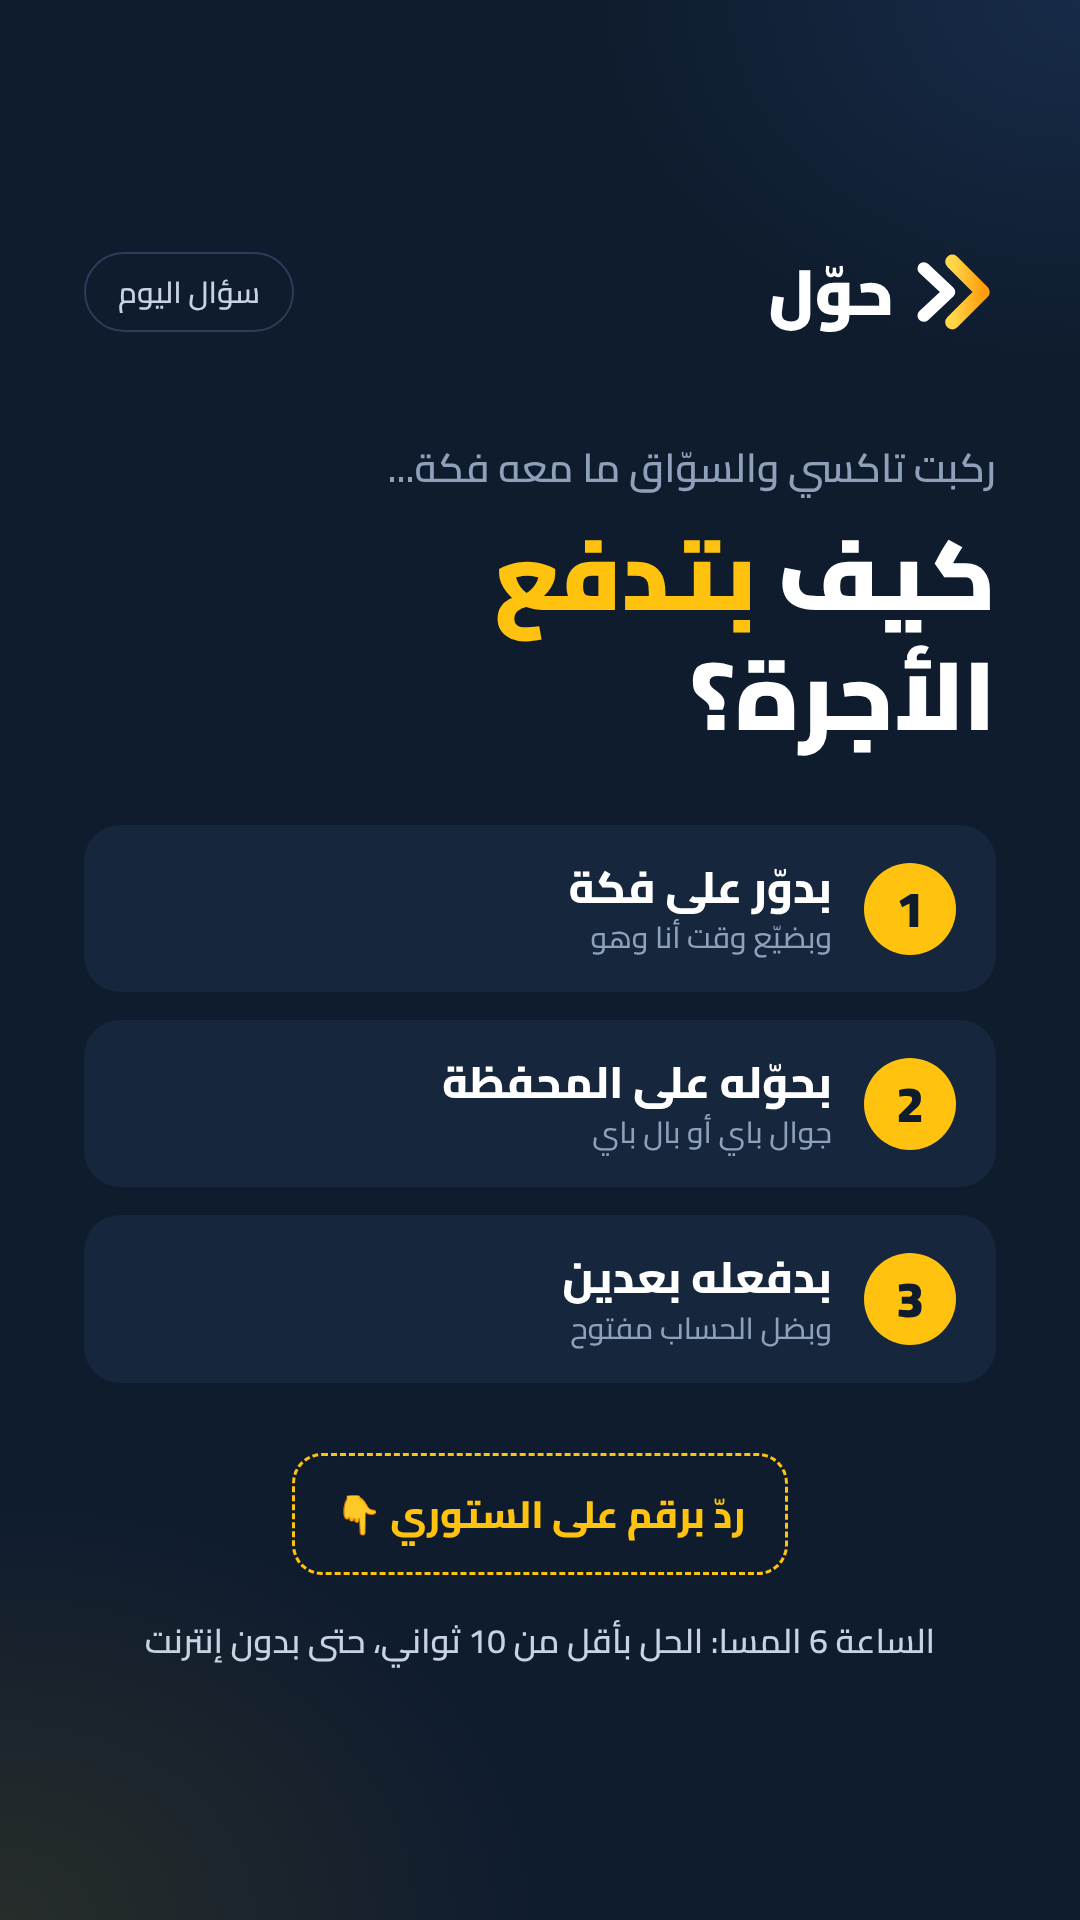 حوّل
سؤال اليوم
ركبت تاكسي والسوّاق ما معه فكة...
كيف بتدفع
الأجرة؟
1
بدوّر على فكة
وبضيّع وقت أنا وهو
2
بحوّله على المحفظة
جوال باي أو بال باي
3
بدفعله بعدين
وبضل الحساب مفتوح
ردّ برقم على الستوري 👇
الساعة 6 المسا: الحل بأقل من 10 ثواني، حتى بدون إنترنت